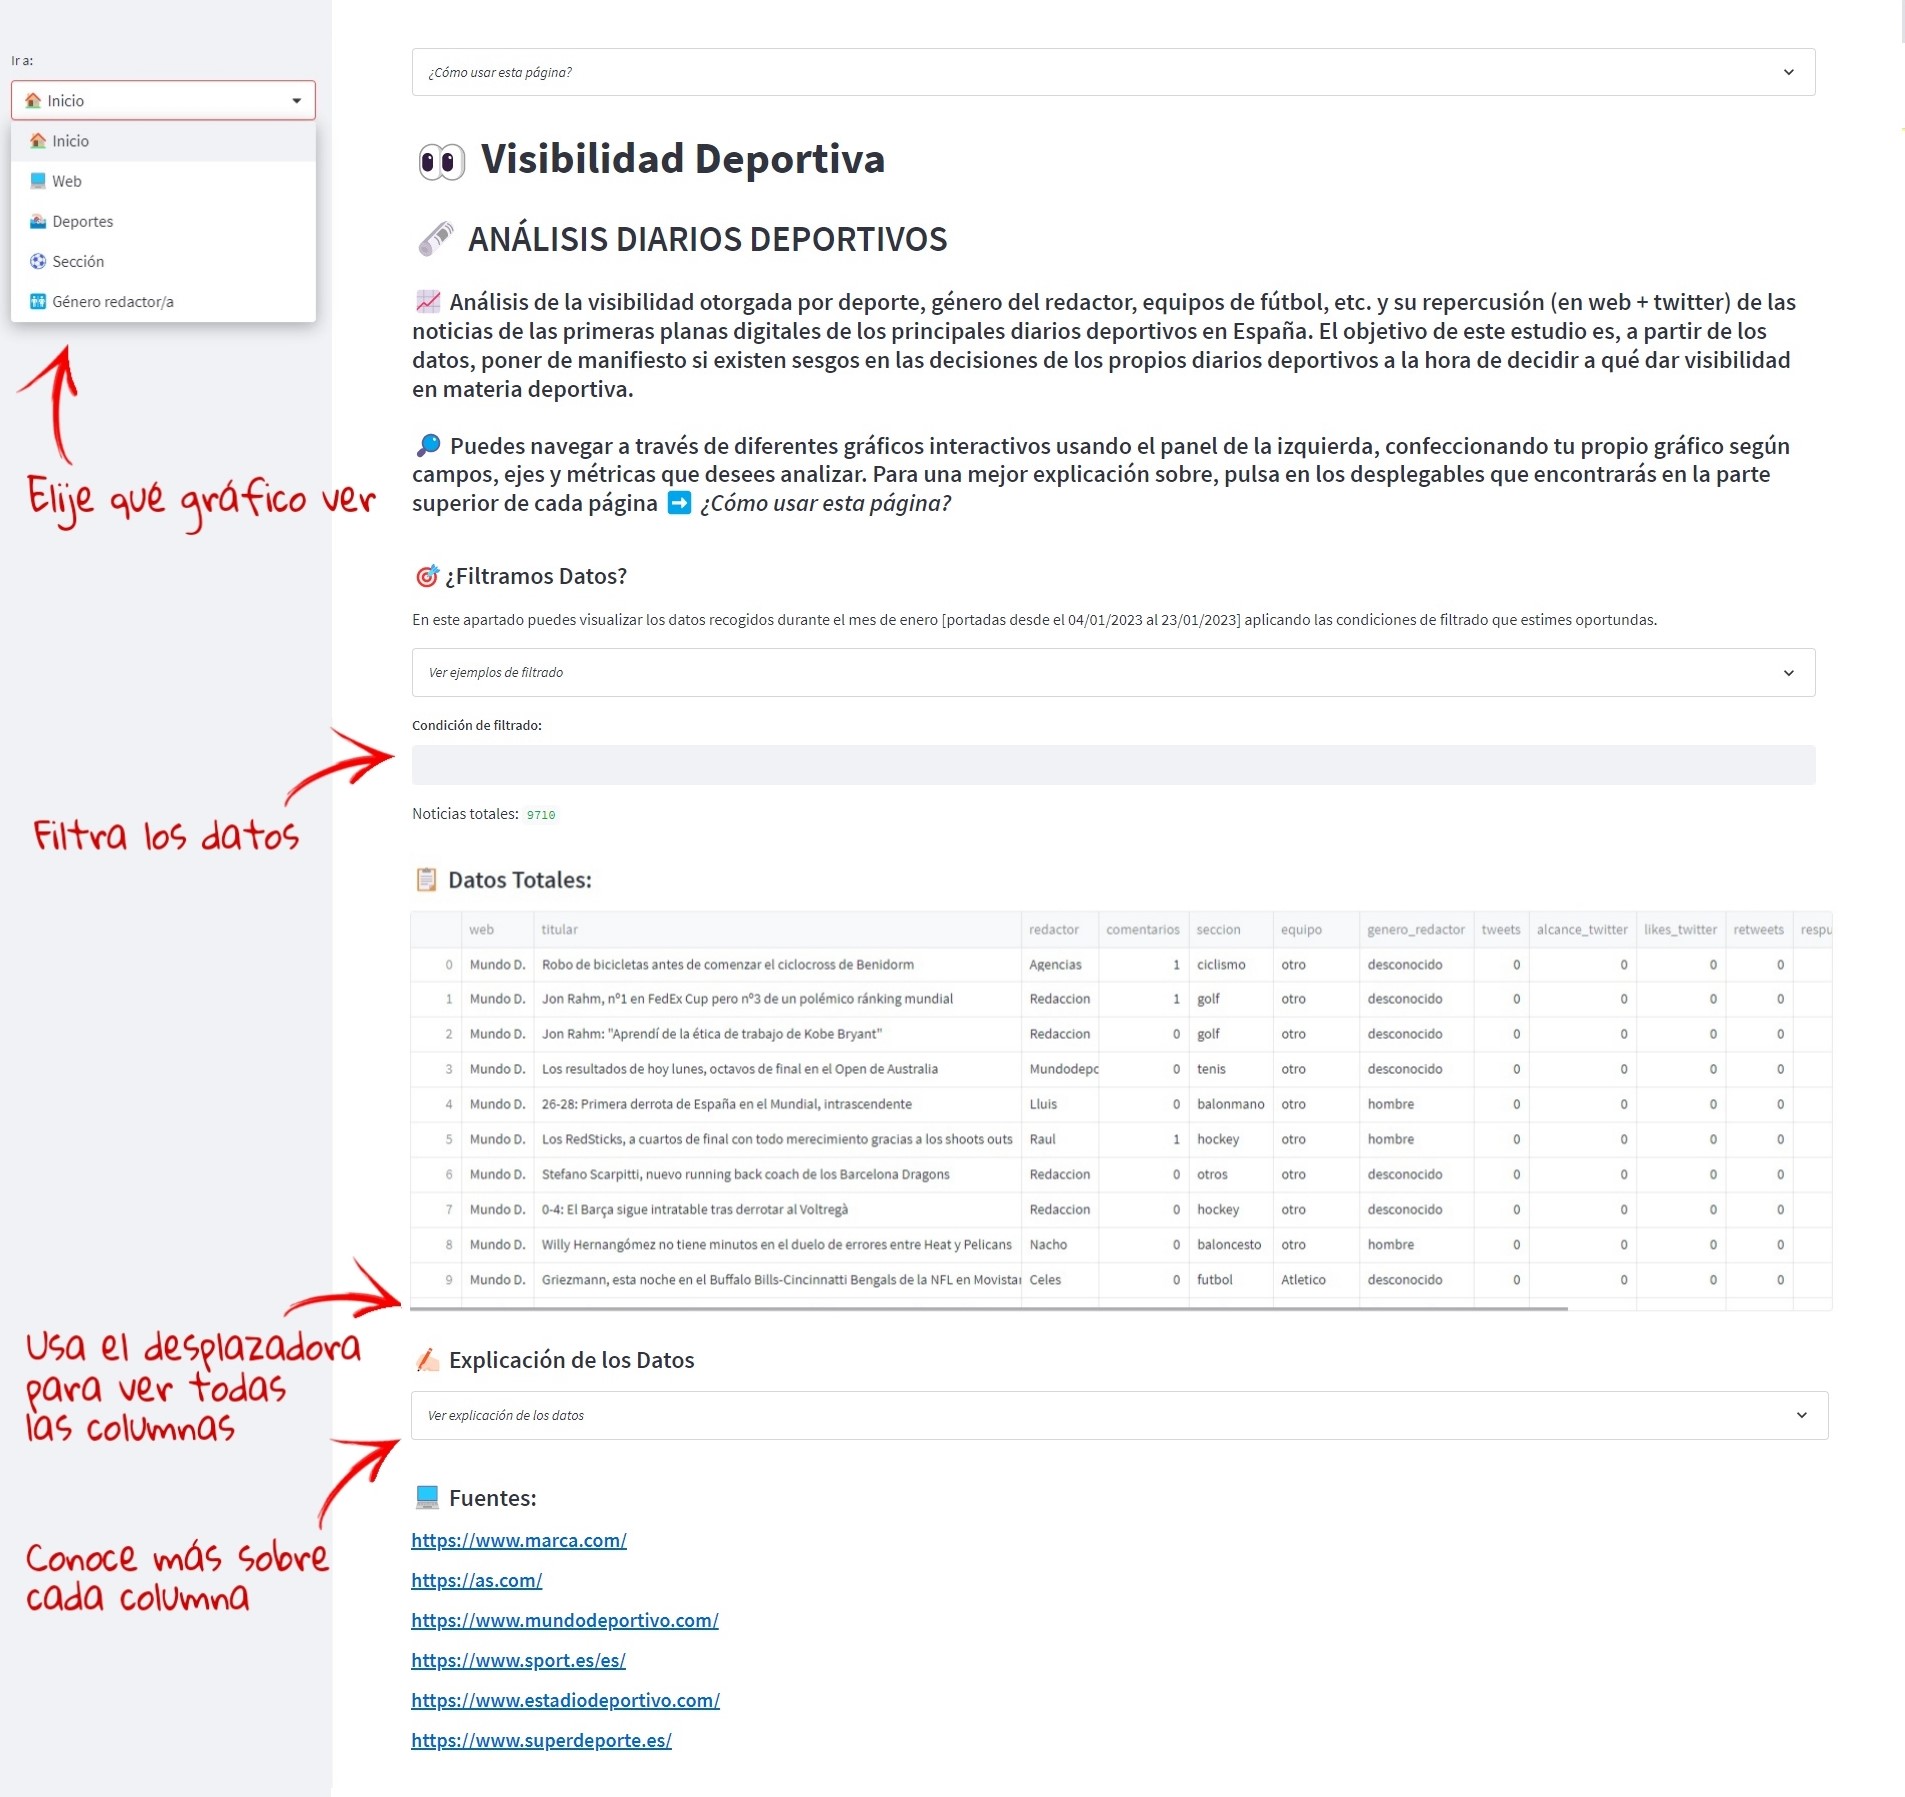 Ir a:
Inicio
Inicio
Web
Deportes
Sección
Género redactor/a
Elije qué gráfico ver
¿Cómo usar esta página?
Visibilidad Deportiva
ANÁLISIS DIARIOS DEPORTIVOS
Análisis de la visibilidad otorgada por deporte, género del redactor, equipos de fútbol, etc. y su repercusión (en web + twitter) de las
noticias de las primeras planas digitales de los principales diarios deportivos en España. El objetivo de este estudio es, a partir de los
datos, poner de manifiesto si existen sesgos en las decisiones de los propios diarios deportivos a la hora de decidir a qué dar visibilidad
en materia deportiva.
Puedes navegar a través de diferentes gráficos interactivos usando el panel de la izquierda, confeccionando tu propio gráfico según
campos, ejes y métricas que desees analizar. Para una mejor explicación sobre, pulsa en los desplegables que encontrarás en la parte
superior de cada página ¿Cómo usar esta página?
¿Filtramos Datos?
En este apartado puedes visualizar los datos recogidos durante el mes de enero [portadas desde el 04/01/2023 al 23/01/2023] aplicando las condiciones de filtrado que estimes oportundas.
Ver ejemplos de filtrado
Condición de filtrado:
Filtra los datos
Noticias totales: 9710
Datos Totales:
web titular redactor comentarios seccion equipo genero_redactor tweets alcance_twitter likes_twitter retweets respu
0 Mundo D. Robo de bicicletas antes de comenzar el ciclocross de Benidorm Agencias 1 ciclismo otro desconocido 0 0 0 0
1 Mundo D. Jon Rahm, nº1 en FedEx Cup pero nº3 de un polémico ránking mundial Redaccion 1 golf otro desconocido 0 0 0 0
2 Mundo D. Jon Rahm: "Aprendí de la ética de trabajo de Kobe Bryant" Redaccion 0 golf otro desconocido 0 0 0 0
3 Mundo D. Los resultados de hoy lunes, octavos de final en el Open de Australia Mundodepc 0 tenis otro desconocido 0 0 0 0
4 Mundo D. 26-28: Primera derrota de España en el Mundial, intrascendente Lluis 0 balonmano otro hombre 0 0 0 0
5 Mundo D. Los RedSticks, a cuartos de final con todo merecimiento gracias a los shoots outs Raul 1 hockey otro hombre 0 0 0 0
6 Mundo D. Stefano Scarpitti, nuevo running back coach de los Barcelona Dragons Redaccion 0 otros otro desconocido 0 0 0 0
7 Mundo D. 0-4: El Barça sigue intratable tras derrotar al Voltregà Redaccion 0 hockey otro desconocido 0 0 0 0
8 Mundo D. Willy Hernangómez no tiene minutos en el duelo de errores entre Heat y Pelicans Nacho 0 baloncesto otro hombre 0 0 0 0
9 Mundo D. Griezmann, esta noche en el Buffalo Bills-Cincinnatti Bengals de la NFL en Movistar Celes 0 futbol Atletico desconocido 0 0 0 0
Usa el desplazadora
para ver todas
las columnas
Explicación de los Datos
Ver explicación de los datos
Conoce más sobre
cada columna
Fuentes:
https://www.marca.com/
https://as.com/
https://www.mundodeportivo.com/
https://www.sport.es/es/
https://www.estadiodeportivo.com/
https://www.superdeporte.es/